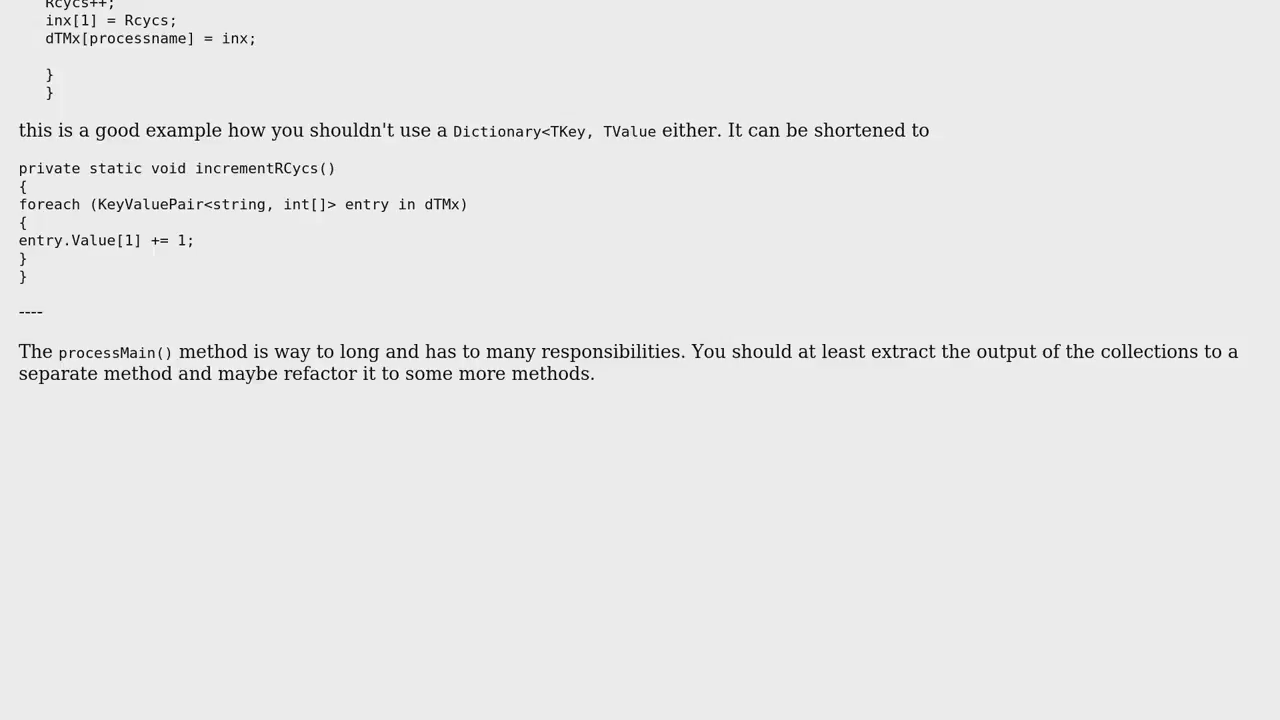 Rcycs++;
inx[1] = Rcycs;
dTMx[processname] = inx;
}
}
this is a good example how you shouldn't use a Dictionary<TKey, TValue either. It can be shortened to
private static void incrementRCycs()
{
foreach (KeyValuePair<string, int[]> entry in dTMx)
{
entry.Value[1] += 1;
}
}
----
The processMain() method is way to long and has to many responsibilities. You should at least extract the output of the collections to a
separate method and maybe refactor it to some more methods.